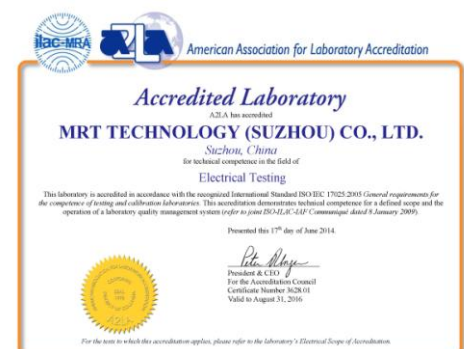 ilac-MRA
A2LA
American Association for Laboratory Accreditation
Accredited Laboratory
A2LA has accredited
MRT TECHNOLOGY (SUZHOU) CO., LTD.
Suzhou, China
for technical competence in the field of
Electrical Testing
This laboratory is accredited in accordance with the recognized International Standard ISO/IEC 17025:2005 General requirements for
the competence of testing and calibration laboratories. This accreditation demonstrates technical competence for a defined scope and the
operation of a laboratory quality management system (refer to joint ISO-ILAC-IAF Communiqué dated 8 January 2009).
Presented this 17th day of June 2014.
President & CEO
For the Accreditation Council
Certificate Number 3628.01
Valid to August 31, 2016
A2LA
For the tests to which this accreditation applies, please refer to the laboratory's Electrical Scope of Accreditation.